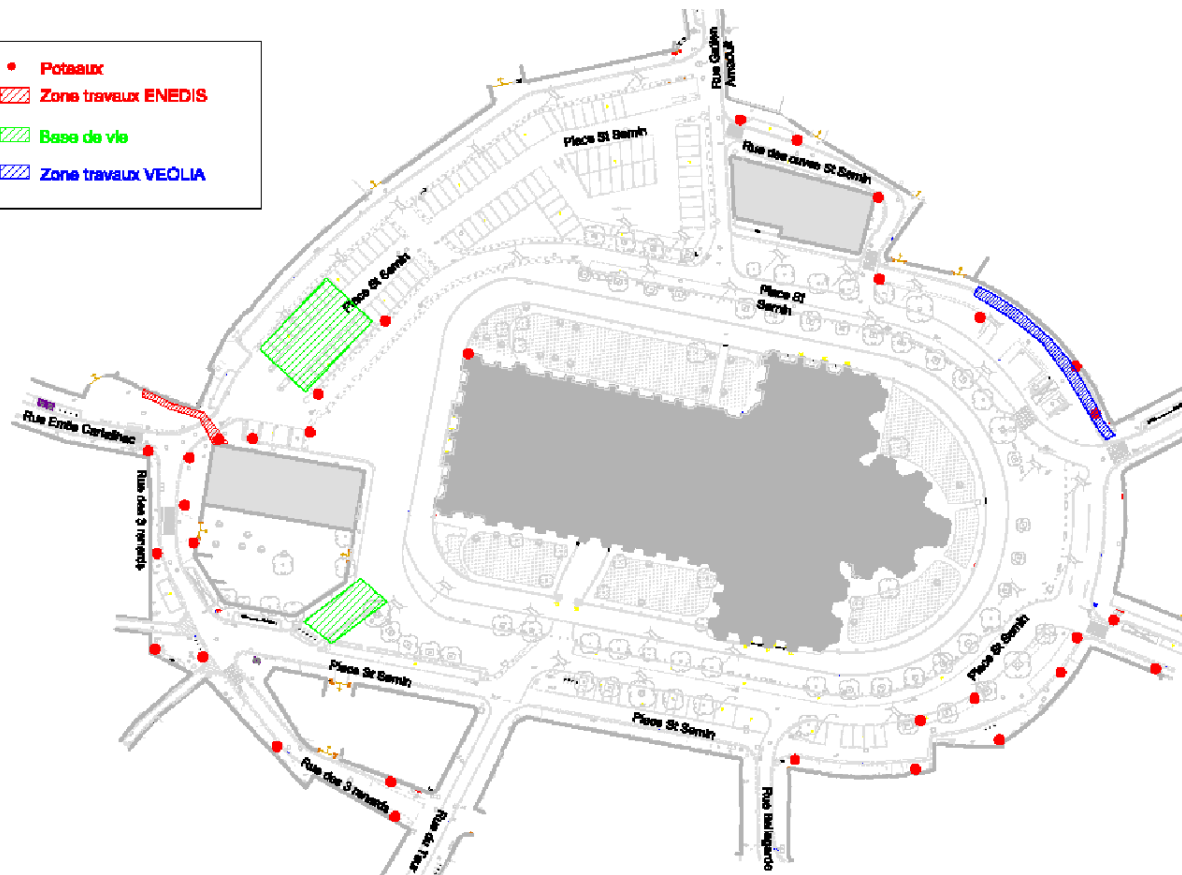 Poteaux
Zone travaux ENEDIS
Base de vie
Zone travaux VEOLIA
Rue Gatien
Arnoult
Place St Sernin
Rue des cuves St Sernin
Place St Sernin
Place St
Sernin
Rue Emile Cartailhac
Rue des 3 renards
Place St Sernin
Place St Sernin
Place St Sernin
Rue des 3 renards
Rue du Taur
Rue Bellegarde